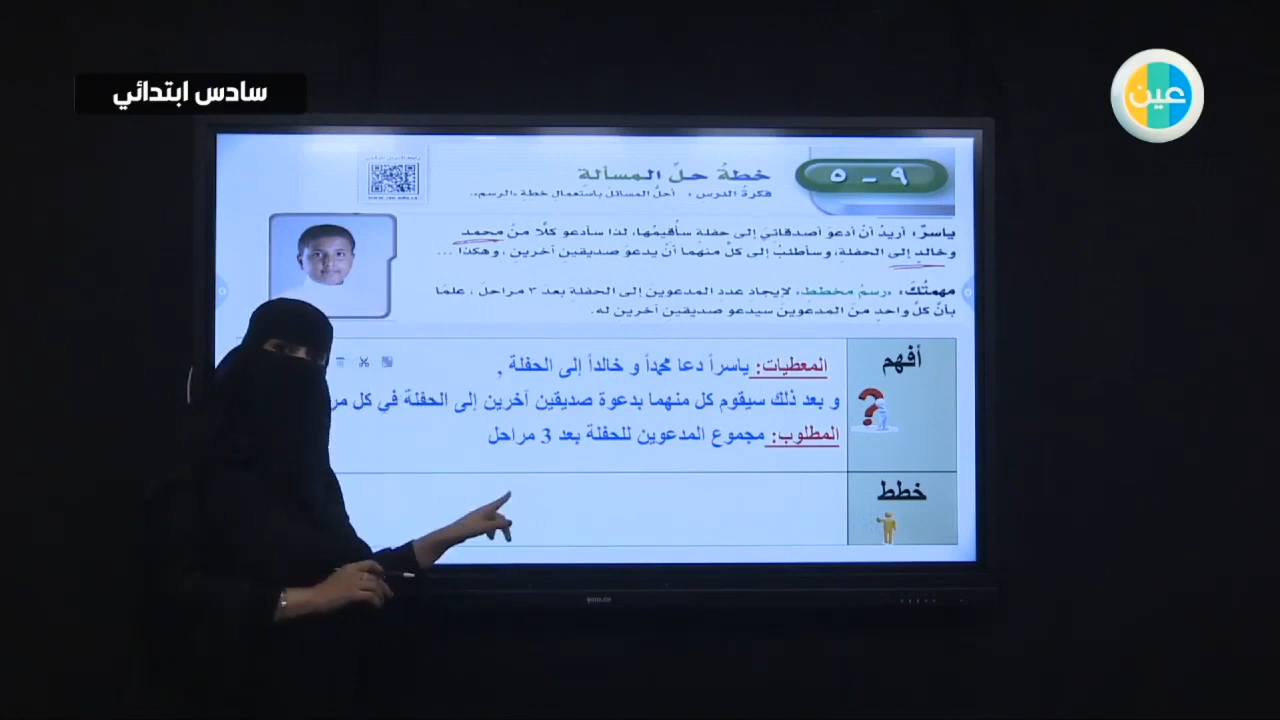 سادس ابتدائي
عين
٩ - ٥
خطةُ حلِّ المسألة
فكرةُ الدرسِ: أحلُّ المسائلَ باستعمالِ خطةِ «الرسم».
ياسرٌ: أريدُ أنْ أدعوَ أصدقائيَ إلى حفلةٍ سأُقيمُها، لذا سأدعو كلًّا منْ محمدٍ
وخالدٍ إلى الحفلةِ، وسأطلبُ إلى كلٍّ منهما أنْ يدعوَ صديقينِ آخرينِ، وهكذا ...
مهمتُكَ: «رسمُ مخططٍ» لإيجادِ عددِ المدعوينَ إلى الحفلةِ بعدَ ٣ مراحلَ، علمًا
بأنَّ كلَّ واحدٍ منَ المدعوينَ سيدعو صديقينِ آخرينِ له.
أفهم
المعطيات: ياسراً دعا محمداً و خالداً إلى الحفلة ,
و بعد ذلك سيقوم كل منهما بدعوة صديقين آخرين إلى الحفلة في كل مر
المطلوب: مجموع المدعوين للحفلة بعد 3 مراحل
خطط